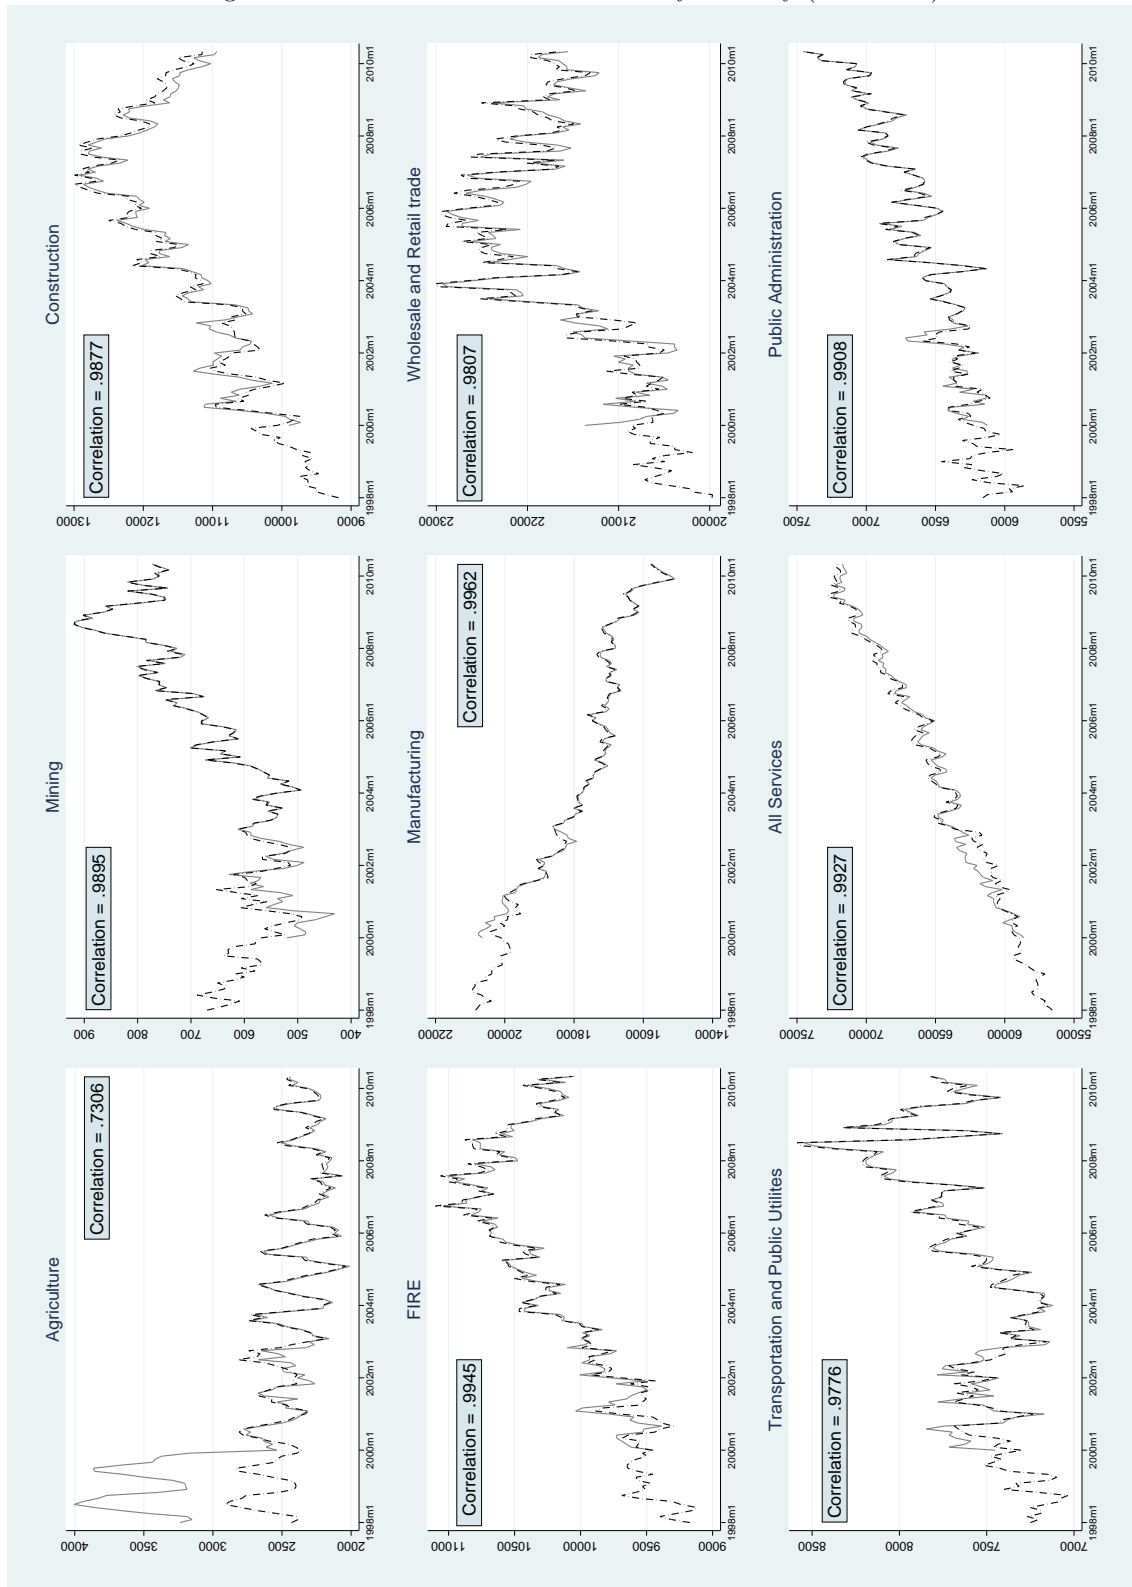 Agriculture
Correlation = .7306
4000
3500
3000
2500
2000
1998m1 2000m1 2002m1 2004m1 2006m1 2008m1 2010m1
Mining
Correlation = .9895
900
800
700
600
500
400
1998m1 2000m1 2002m1 2004m1 2006m1 2008m1 2010m1
Construction
Correlation = .9877
13000
12000
11000
10000
9000
1998m1 2000m1 2002m1 2004m1 2006m1 2008m1 2010m1
FIRE
Correlation = .9945
11000
10500
10000
9500
9000
1998m1 2000m1 2002m1 2004m1 2006m1 2008m1 2010m1
Manufacturing
Correlation = .9962
22000
20000
18000
16000
14000
1998m1 2000m1 2002m1 2004m1 2006m1 2008m1 2010m1
Wholesale and Retail trade
Correlation = .9807
23000
22000
21000
20000
1998m1 2000m1 2002m1 2004m1 2006m1 2008m1 2010m1
Transportation and Public Utilites
Correlation = .9776
8500
8000
7500
7000
1998m1 2000m1 2002m1 2004m1 2006m1 2008m1 2010m1
All Services
Correlation = .9927
75000
70000
65000
60000
55000
1998m1 2000m1 2002m1 2004m1 2006m1 2008m1 2010m1
Public Administration
Correlation = .9908
7500
7000
6500
6000
5500
1998m1 2000m1 2002m1 2004m1 2006m1 2008m1 2010m1